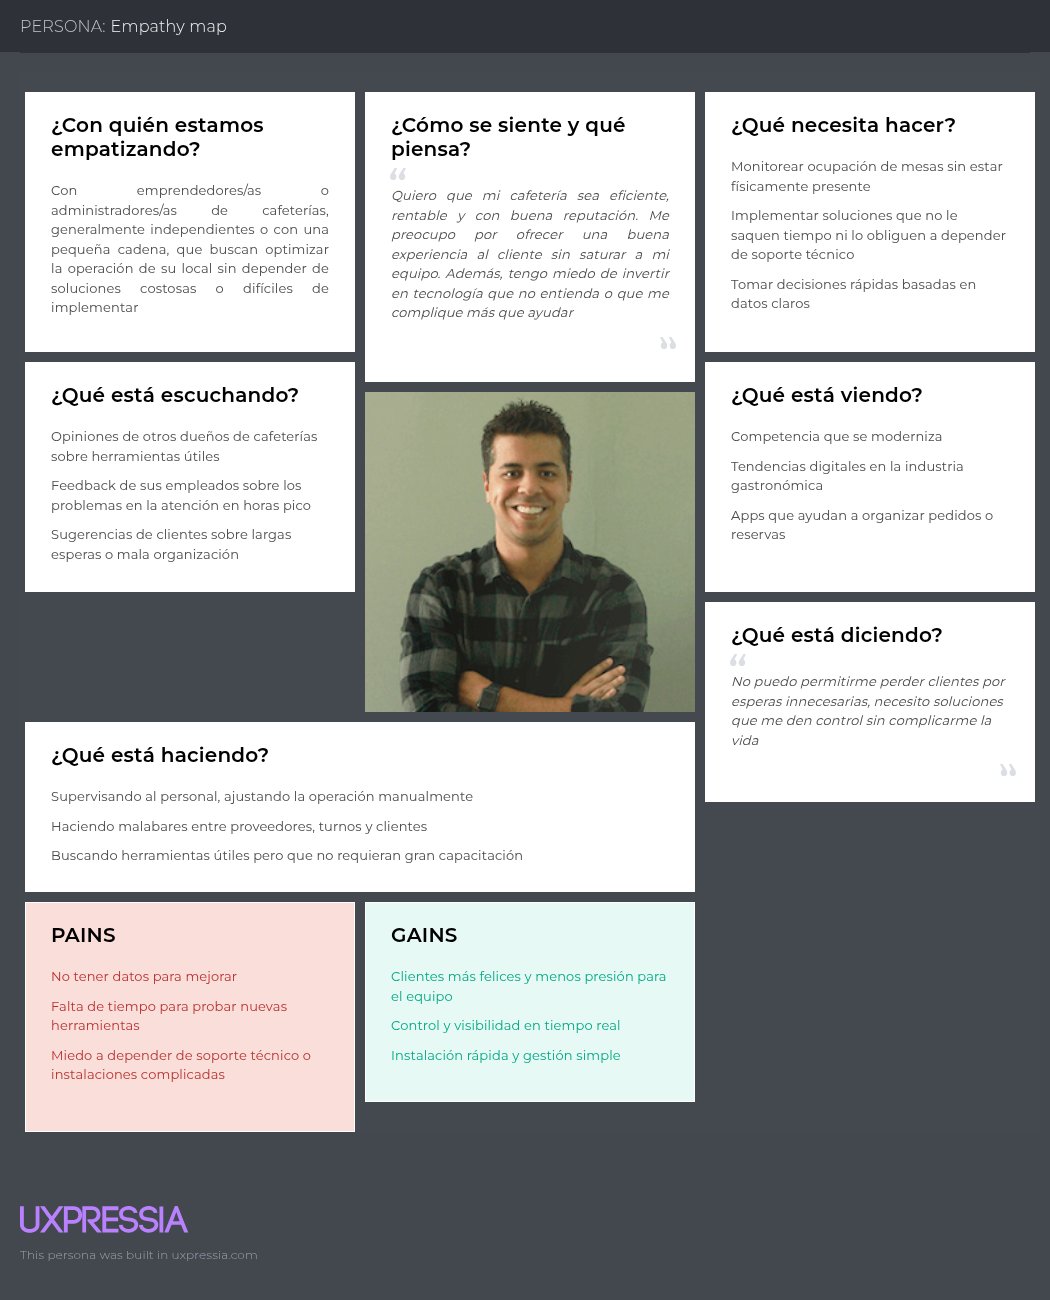 PERSONA: Empathy map
¿Con quién estamos
empatizando?
Con emprendedores/as o
administradores/as de cafeterías,
generalmente independientes o con una
pequeña cadena, que buscan optimizar
la operación de su local sin depender de
soluciones costosas o difíciles de
implementar
¿Cómo se siente y qué
piensa?
“
Quiero que mi cafetería sea eficiente,
rentable y con buena reputación. Me
preocupo por ofrecer una buena
experiencia al cliente sin saturar a mi
equipo. Además, tengo miedo de invertir
en tecnología que no entienda o que me
complique más que ayudar
”
¿Qué necesita hacer?
Monitorear ocupación de mesas sin estar
físicamente presente
Implementar soluciones que no le
saquen tiempo ni lo obliguen a depender
de soporte técnico
Tomar decisiones rápidas basadas en
datos claros
¿Qué está escuchando?
Opiniones de otros dueños de cafeterías
sobre herramientas útiles
Feedback de sus empleados sobre los
problemas en la atención en horas pico
Sugerencias de clientes sobre largas
esperas o mala organización
¿Qué está viendo?
Competencia que se moderniza
Tendencias digitales en la industria
gastronómica
Apps que ayudan a organizar pedidos o
reservas
¿Qué está diciendo?
“
No puedo permitirme perder clientes por
esperas innecesarias, necesito soluciones
que me den control sin complicarme la
vida
”
¿Qué está haciendo?
Supervisando al personal, ajustando la operación manualmente
Haciendo malabares entre proveedores, turnos y clientes
Buscando herramientas útiles pero que no requieran gran capacitación
PAINS
No tener datos para mejorar
Falta de tiempo para probar nuevas
herramientas
Miedo a depender de soporte técnico o
instalaciones complicadas
GAINS
Clientes más felices y menos presión para
el equipo
Control y visibilidad en tiempo real
Instalación rápida y gestión simple
UXPRESSIA
This persona was built in uxpressia.com